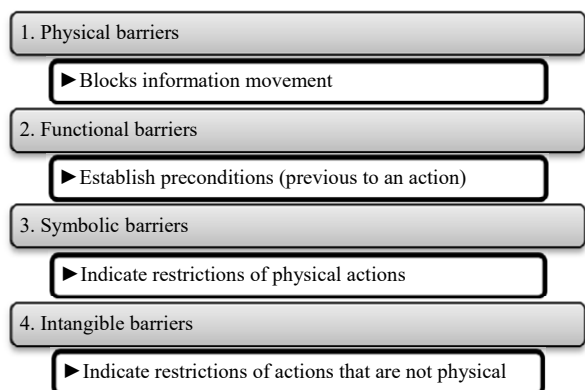 1. Physical barriers
►Blocks information movement
2. Functional barriers
►Establish preconditions (previous to an action)
3. Symbolic barriers
►Indicate restrictions of physical actions
4. Intangible barriers
►Indicate restrictions of actions that are not physical